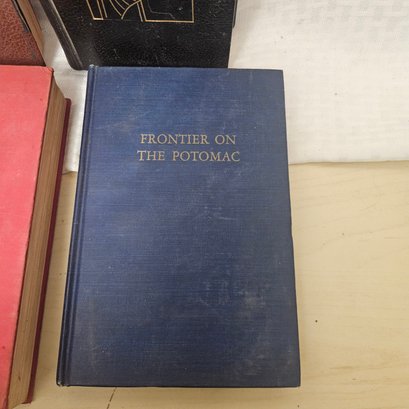 FRONTIER ON
THE POTOMAC